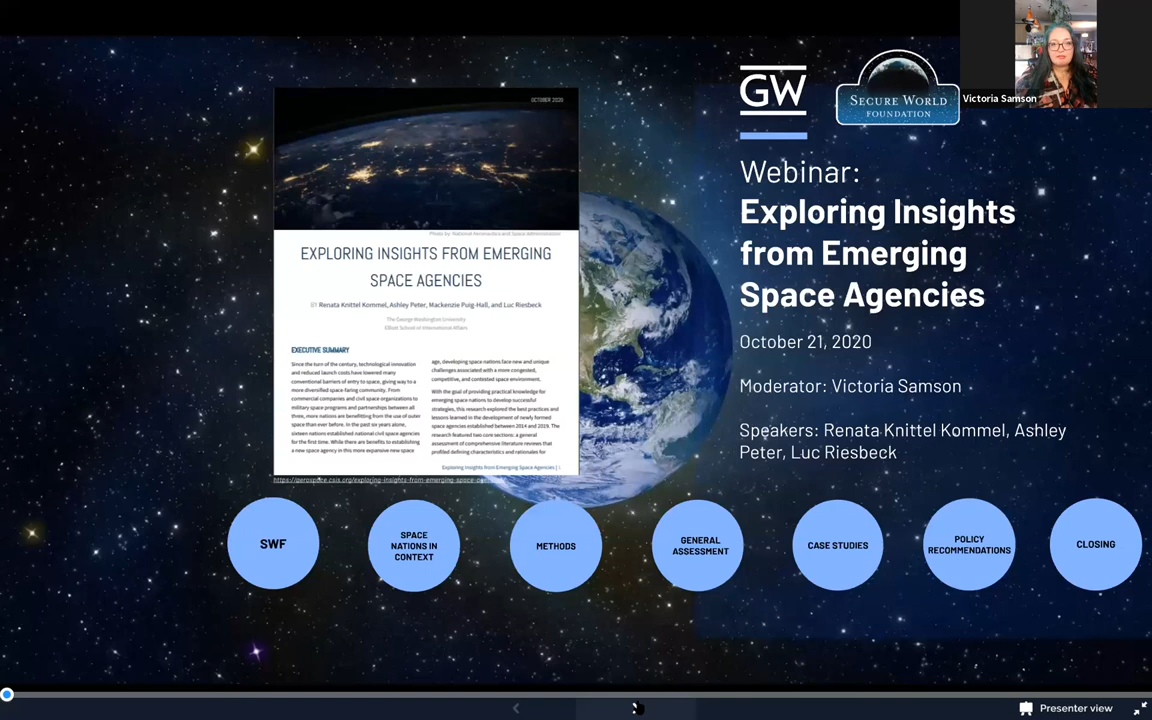 OCTOBER 2020
Photo by: National Aeronautics and Space Administration
EXPLORING INSIGHTS FROM EMERGING
SPACE AGENCIES
BY Renata Knittel Kommel, Ashley Peter, Mackenzie Puig-Hall, and Luc Riesbeck
The George Washington University
Elliott School of International Affairs
EXECUTIVE SUMMARY
Since the turn of the century, technological innovation
and reduced launch costs have lowered many
conventional barriers of entry to space, giving way to a
more diversified space-faring community. From
commercial companies and civil space organizations to
military space programs and partnerships between all
three, more nations are benefitting from the use of outer
space than ever before. In the past six years alone,
sixteen nations established national civil space agencies
for the first time. While there are benefits to establishing
a new space agency in this more expansive new space
age, developing space nations face new and unique
challenges associated with a more congested,
competitive, and contested space environment.
With the goal of providing practical knowledge for
emerging space nations to develop successful
strategies, this research explored the best practices and
lessons learned in the development of newly formed
space agencies established between 2014 and 2019. The
research featured two core sections: a general
assessment of comprehensive literature reviews that
profiled defining characteristics and rationales for
Exploring Insights from Emerging Space Agencies | 1
https://aerospace.csis.org/exploring-insights-from-emerging-space-
GW
SECURE WORLD
FOUNDATION
Victoria Samson
Webinar:
Exploring Insights
from Emerging
Space Agencies
October 21, 2020
Moderator: Victoria Samson
Speakers: Renata Knittel Kommel, Ashley
Peter, Luc Riesbeck
SWF
SPACE
NATIONS IN
CONTEXT
METHODS
GENERAL
ASSESSMENT
CASE STUDIES
POLICY
RECOMMENDATIONS
CLOSING
Presenter view